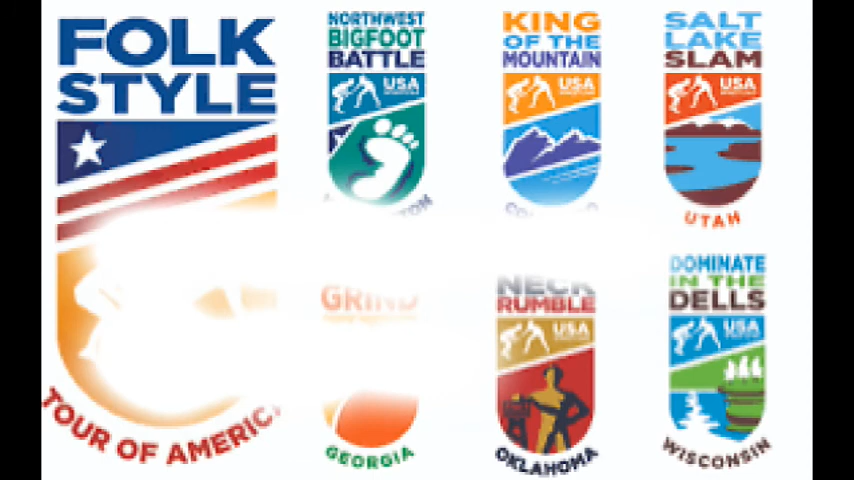 FOLK
STYLE
TOUR OF AMERICA
NORTHWEST
BIGFOOT
BATTLE
USA
KING
OF THE
MOUNTAIN
USA
SALT
LAKE
SLAM
USA
UTAH
GRIND
GEORGIA
NECK
RUMBLE
USA
OKLAHOMA
DOMINATE
IN THE
DELLS
USA
WISCONSIN